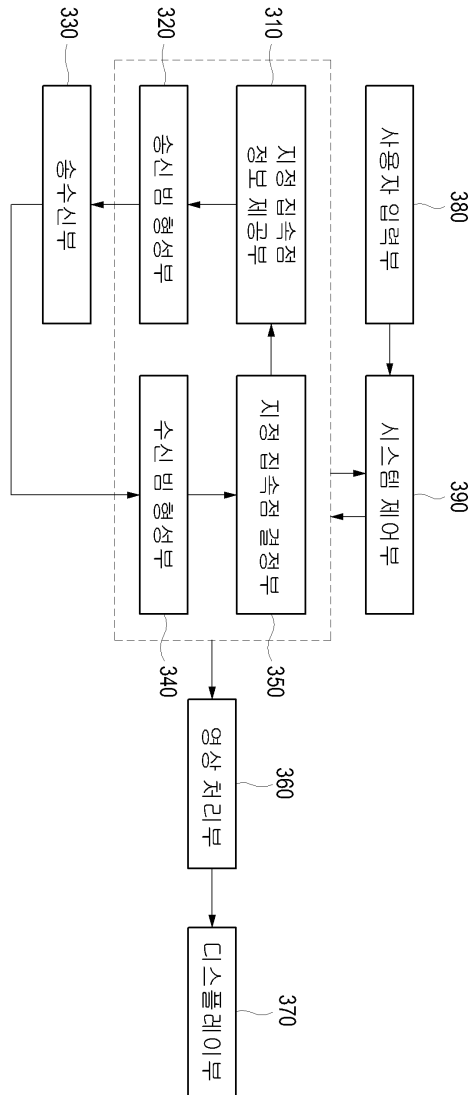 사용자 입력부
380
시스템 제어부
390
지정 집속점
정보 제공부
310
지정 집속점 결정부
350
송신 빔 형성부
320
수신 빔 형성부
340
송수신부
330
영상 처리부
360
디스플레이부
370